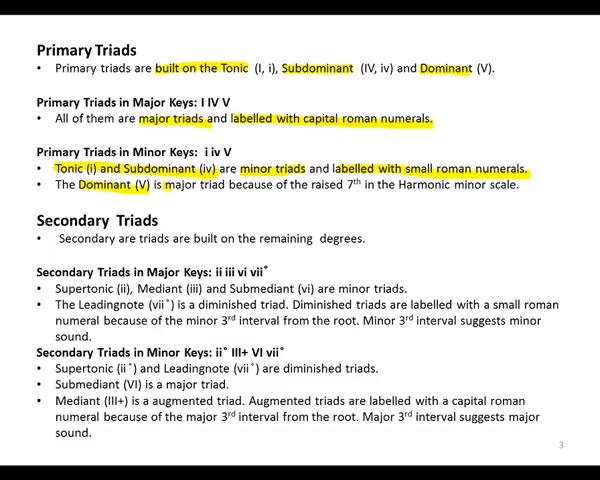 Primary Triads
• Primary triads are built on the Tonic (I, i), Subdominant (IV, iv) and Dominant (V).
Primary Triads in Major Keys: I IV V
• All of them are major triads and labelled with capital roman numerals.
Primary Triads in Minor Keys: i iv V
• Tonic (i) and Subdominant (iv) are minor triads and labelled with small roman numerals.
• The Dominant (V) is major triad because of the raised 7th in the Harmonic minor scale.
Secondary Triads
• Secondary are triads are built on the remaining degrees.
Secondary Triads in Major Keys: ii iii vi vii°
• Supertonic (ii), Mediant (iii) and Submediant (vi) are minor triads.
• The Leadingnote (vii°) is a diminished triad. Diminished triads are labelled with a small roman
numeral because of the minor 3rd interval from the root. Minor 3rd interval suggests minor
sound.
Secondary Triads in Minor Keys: ii° III+ VI vii°
• Supertonic (ii°) and Leadingnote (vii°) are diminished triads.
• Submediant (VI) is a major triad.
• Mediant (III+) is a augmented triad. Augmented triads are labelled with a capital roman
numeral because of the major 3rd interval from the root. Major 3rd interval suggests major
sound.
3